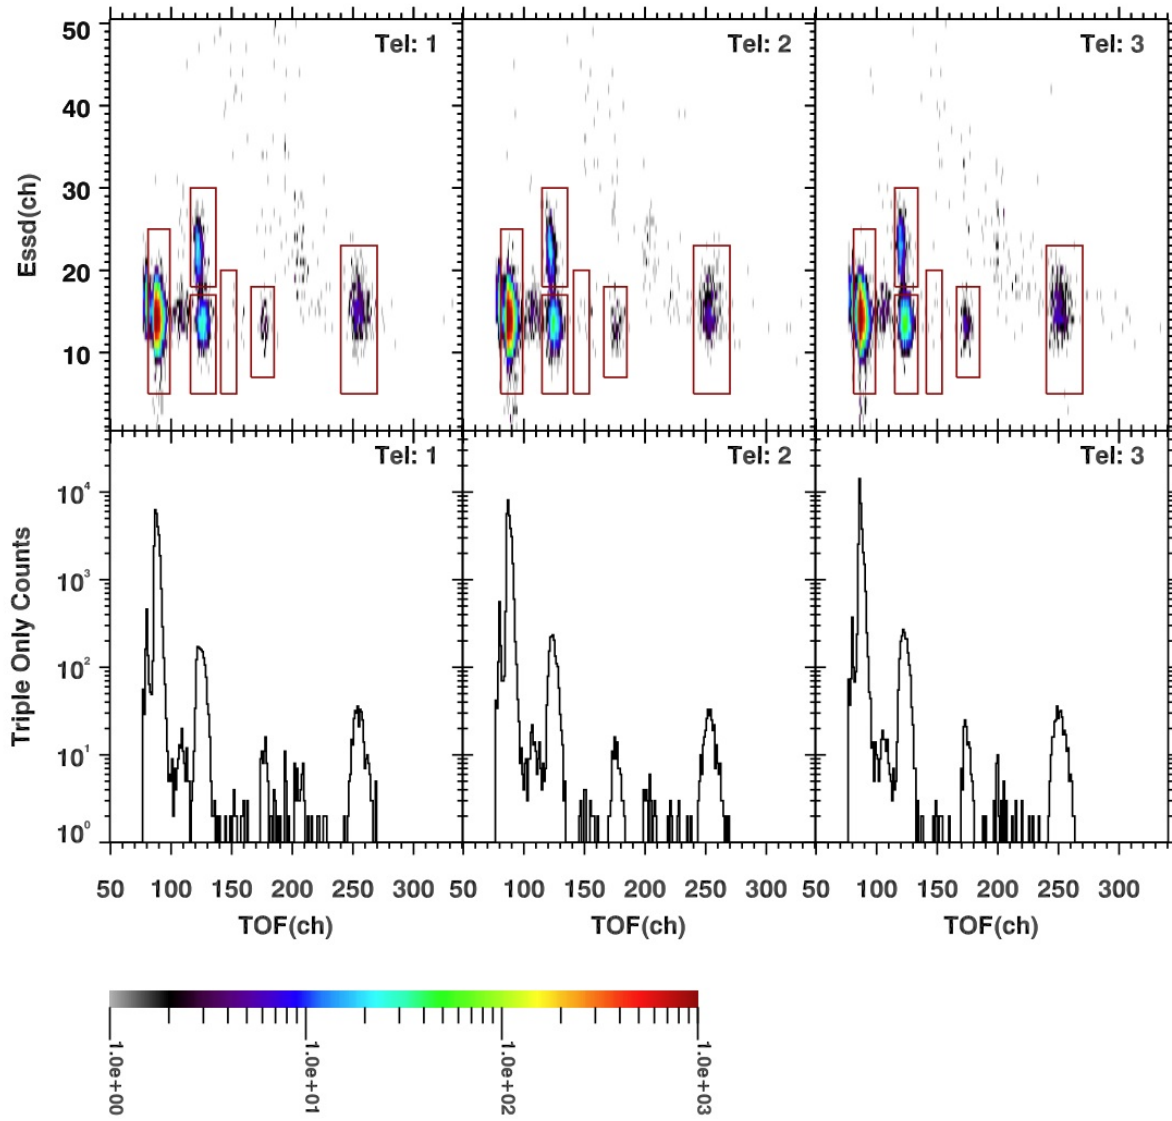 Tel: 1
Tel: 2
Tel: 3
50
40
30
20
10
Essd(ch)
Tel: 1
Tel: 2
Tel: 3
10⁴
10³
10²
10¹
10⁰
Triple Only Counts
50 100 150 200 250 300 50 100 150 200 250 300 50 100 150 200 250 300
TOF(ch) TOF(ch) TOF(ch)
1.0e+00 1.0e+01 1.0e+02 1.0e+03